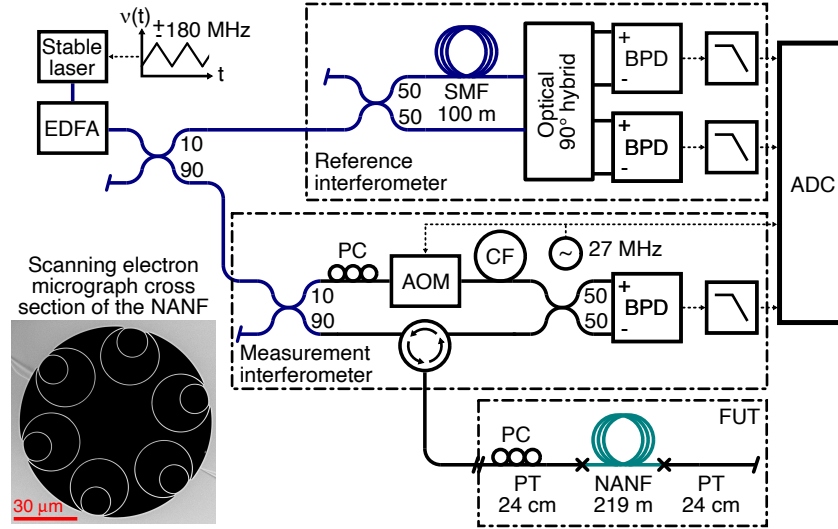 ν(t)
±180 MHz
Stable
laser
t
EDFA
10
90
50
50
SMF
100 m
Optical
90° hybrid
+
BPD
-
+
BPD
-
Reference
interferometer
ADC
PC
AOM
CF
~
27 MHz
10
90
50
50
+
BPD
-
Measurement
interferometer
Scanning electron
micrograph cross
section of the NANF
30 μm
FUT
PC
PT
24 cm
NANF
219 m
PT
24 cm